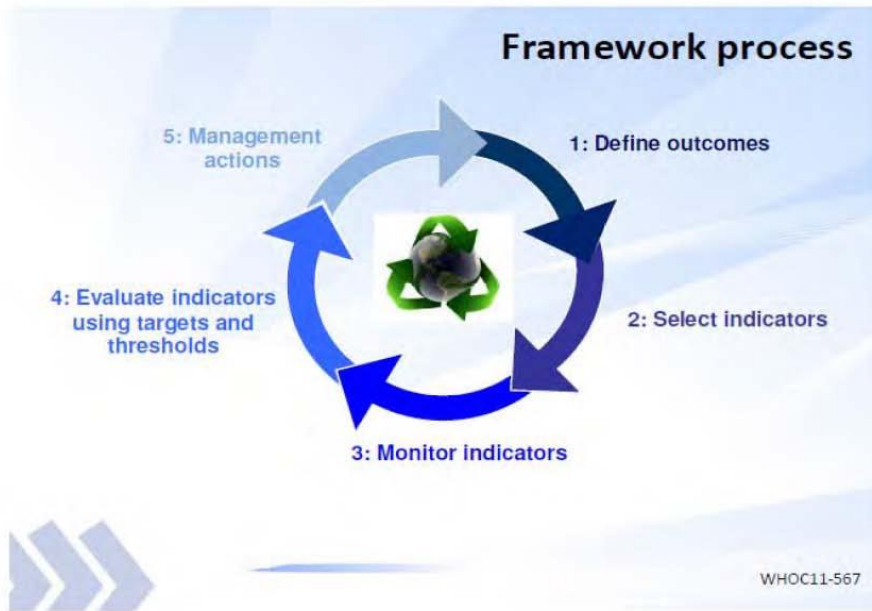 Framework process
1: Define outcomes
2: Select indicators
3: Monitor indicators
4: Evaluate indicators
using targets and
thresholds
5: Management
actions
WHOC11-567